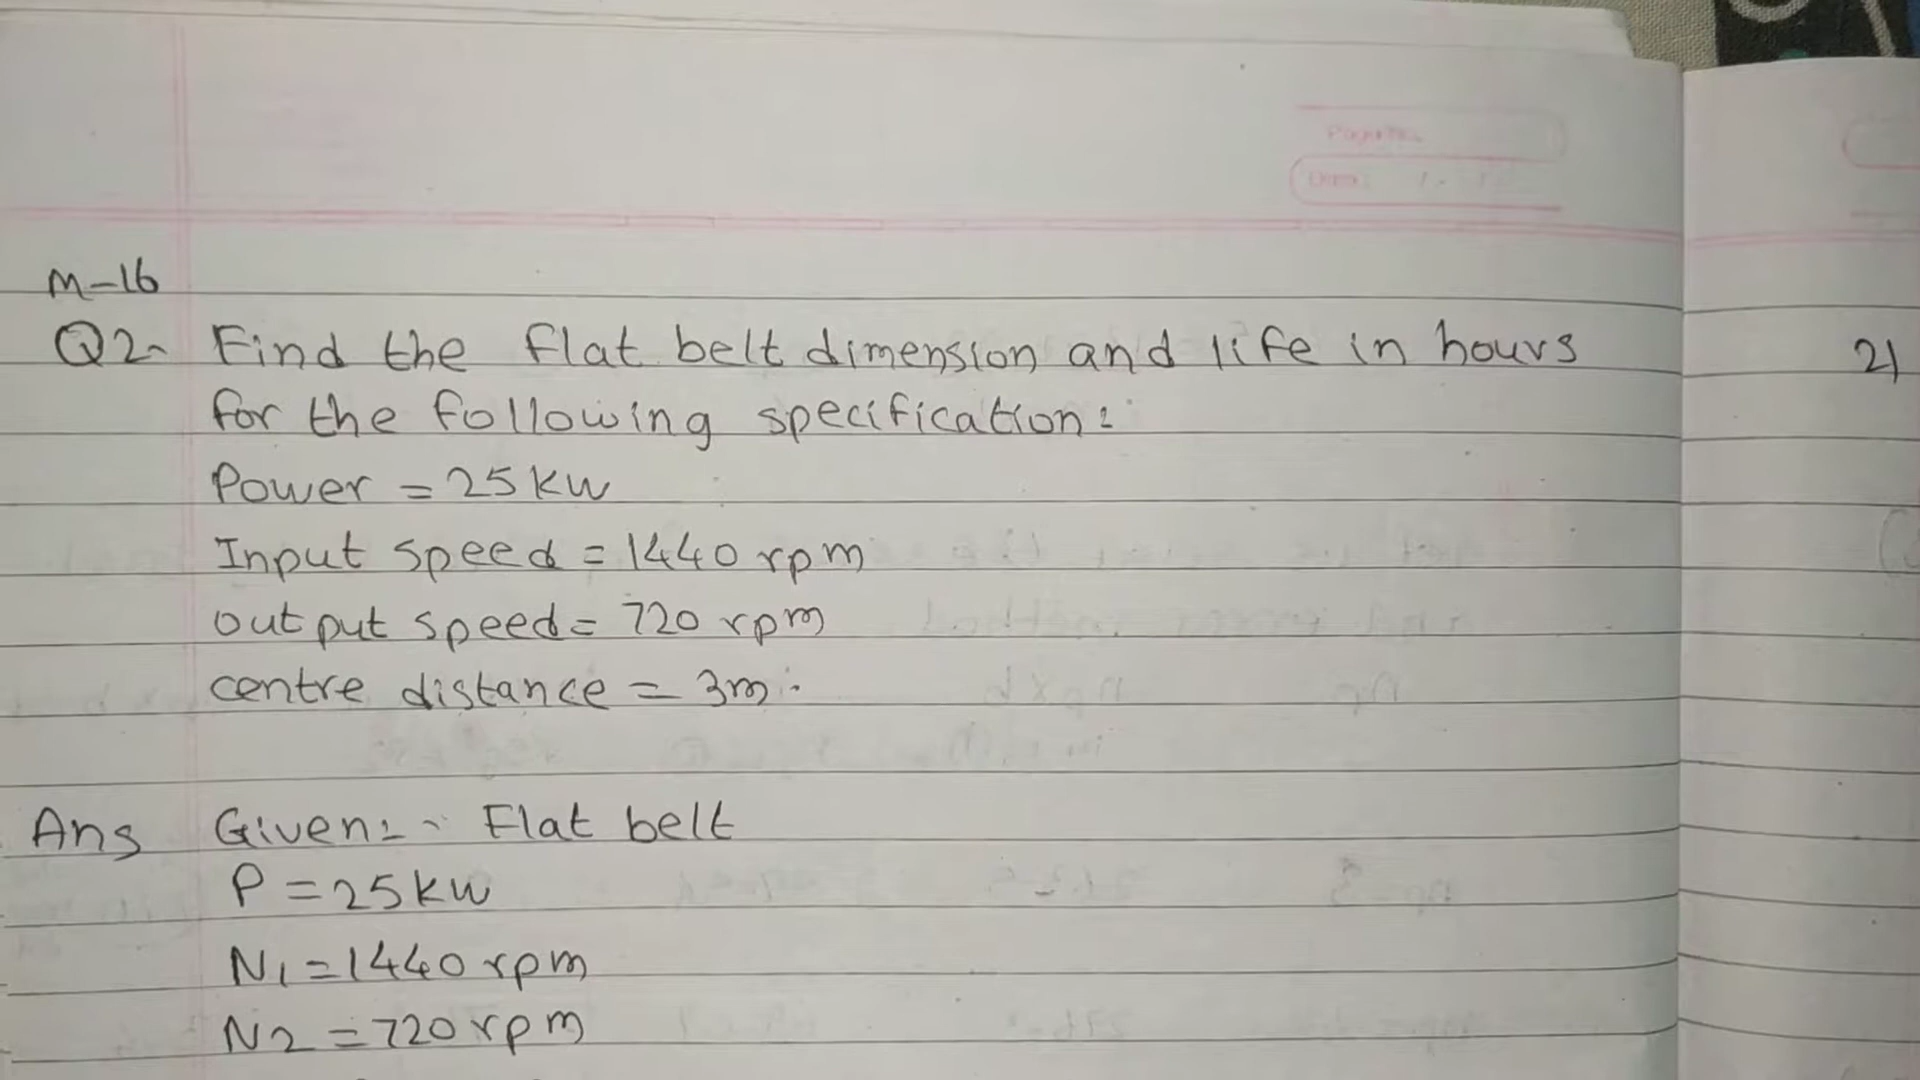 M-16
Q2- Find the flat belt dimension and life in hours
for the following specification:
Power = 25 kw
Input speed = 1440 rpm
output speed = 720 rpm
centre distance = 3m.
Ans Given:- Flat belt
P = 25 kw
N1 = 1440 rpm
N2 = 720 rpm
2)